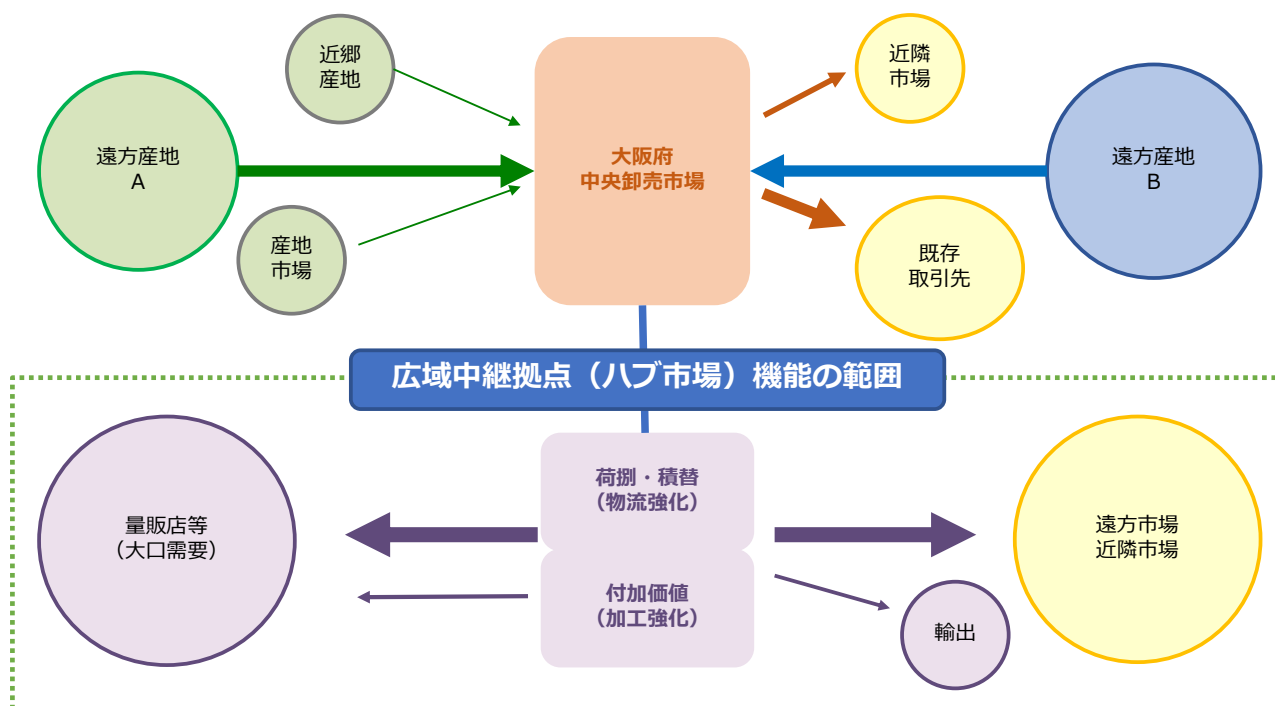 近郷
産地
近隣
市場
遠方産地
A
大阪府
中央卸売市場
遠方産地
B
産地
市場
既存
取引先
広域中継拠点（ハブ市場）機能の範囲
荷捌・積替
（物流強化）
量販店等
（大口需要）
遠方市場
近隣市場
付加価値
（加工強化）
輸出